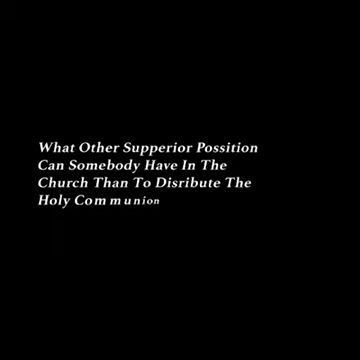 What Other Supperior Possition
Can Somebody Have In The
Church Than To Disribute The
Holy Communion